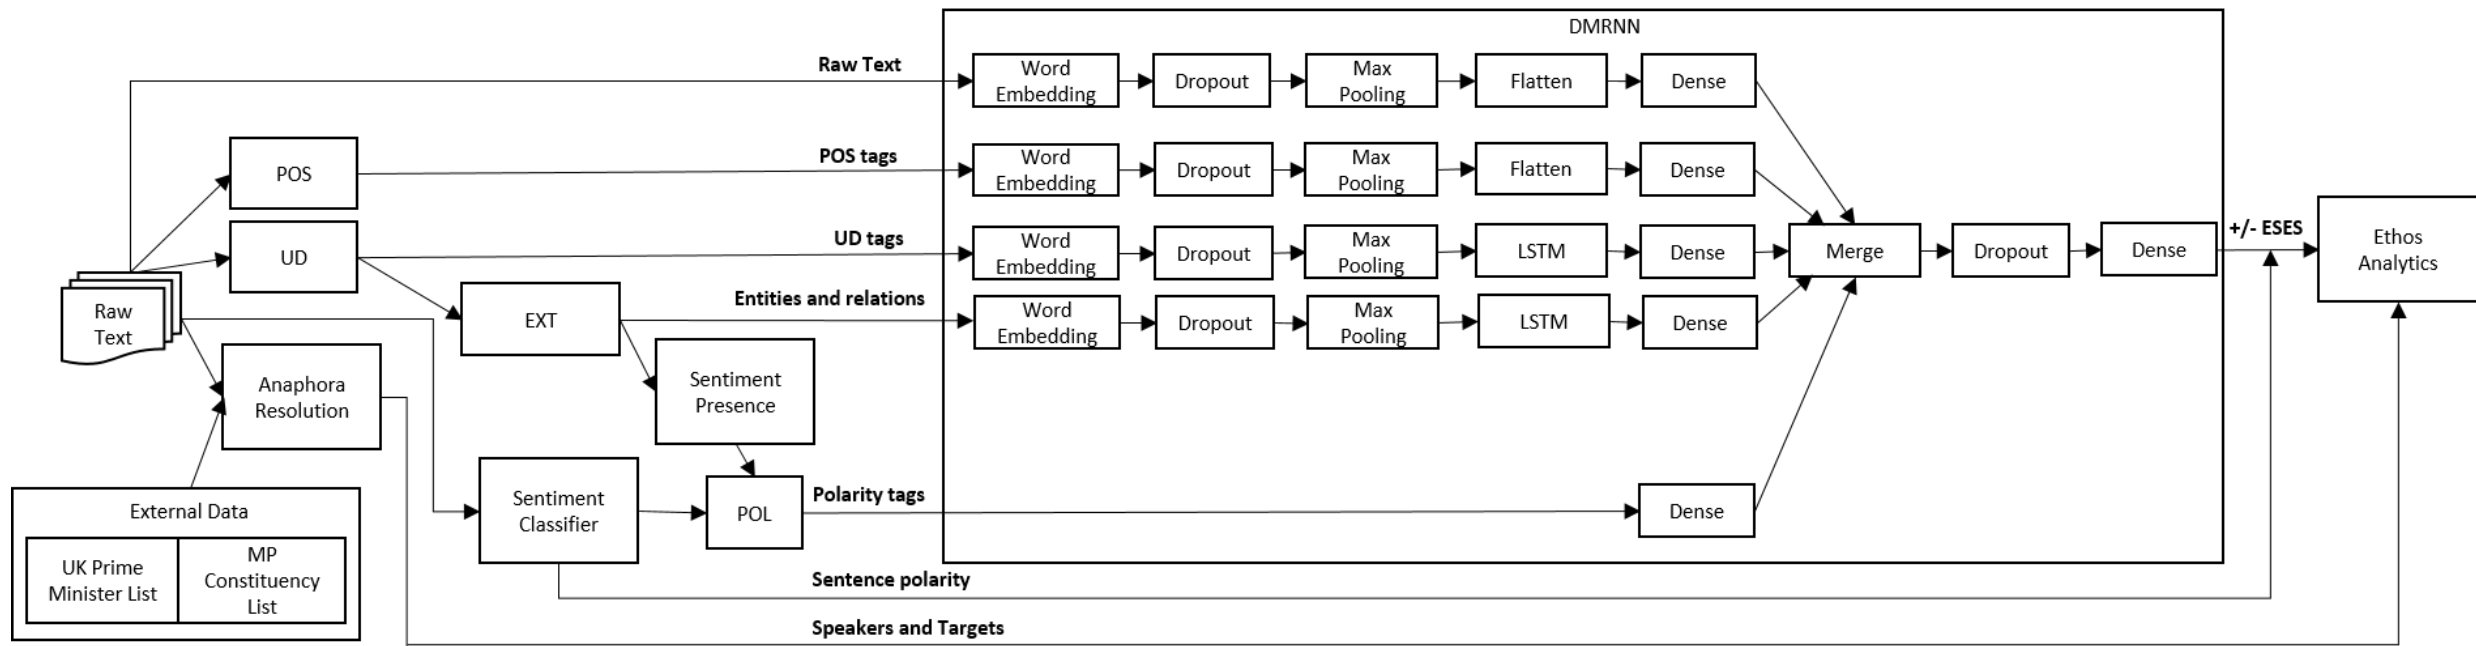 DMRNN
Raw Text
Word
Embedding
Dropout
Max
Pooling
Flatten
Dense
POS
POS tags
Word
Embedding
Dropout
Max
Pooling
Flatten
Dense
UD
UD tags
Word
Embedding
Dropout
Max
Pooling
LSTM
Dense
Merge
Dropout
Dense
+/- ESES
Ethos
Analytics
Raw
Text
EXT
Entities and relations
Word
Embedding
Dropout
Max
Pooling
LSTM
Dense
Anaphora
Resolution
Sentiment
Presence
Sentiment
Classifier
POL
Polarity tags
Dense
External Data
UK Prime
Minister List
MP
Constituency
List
Sentence polarity
Speakers and Targets